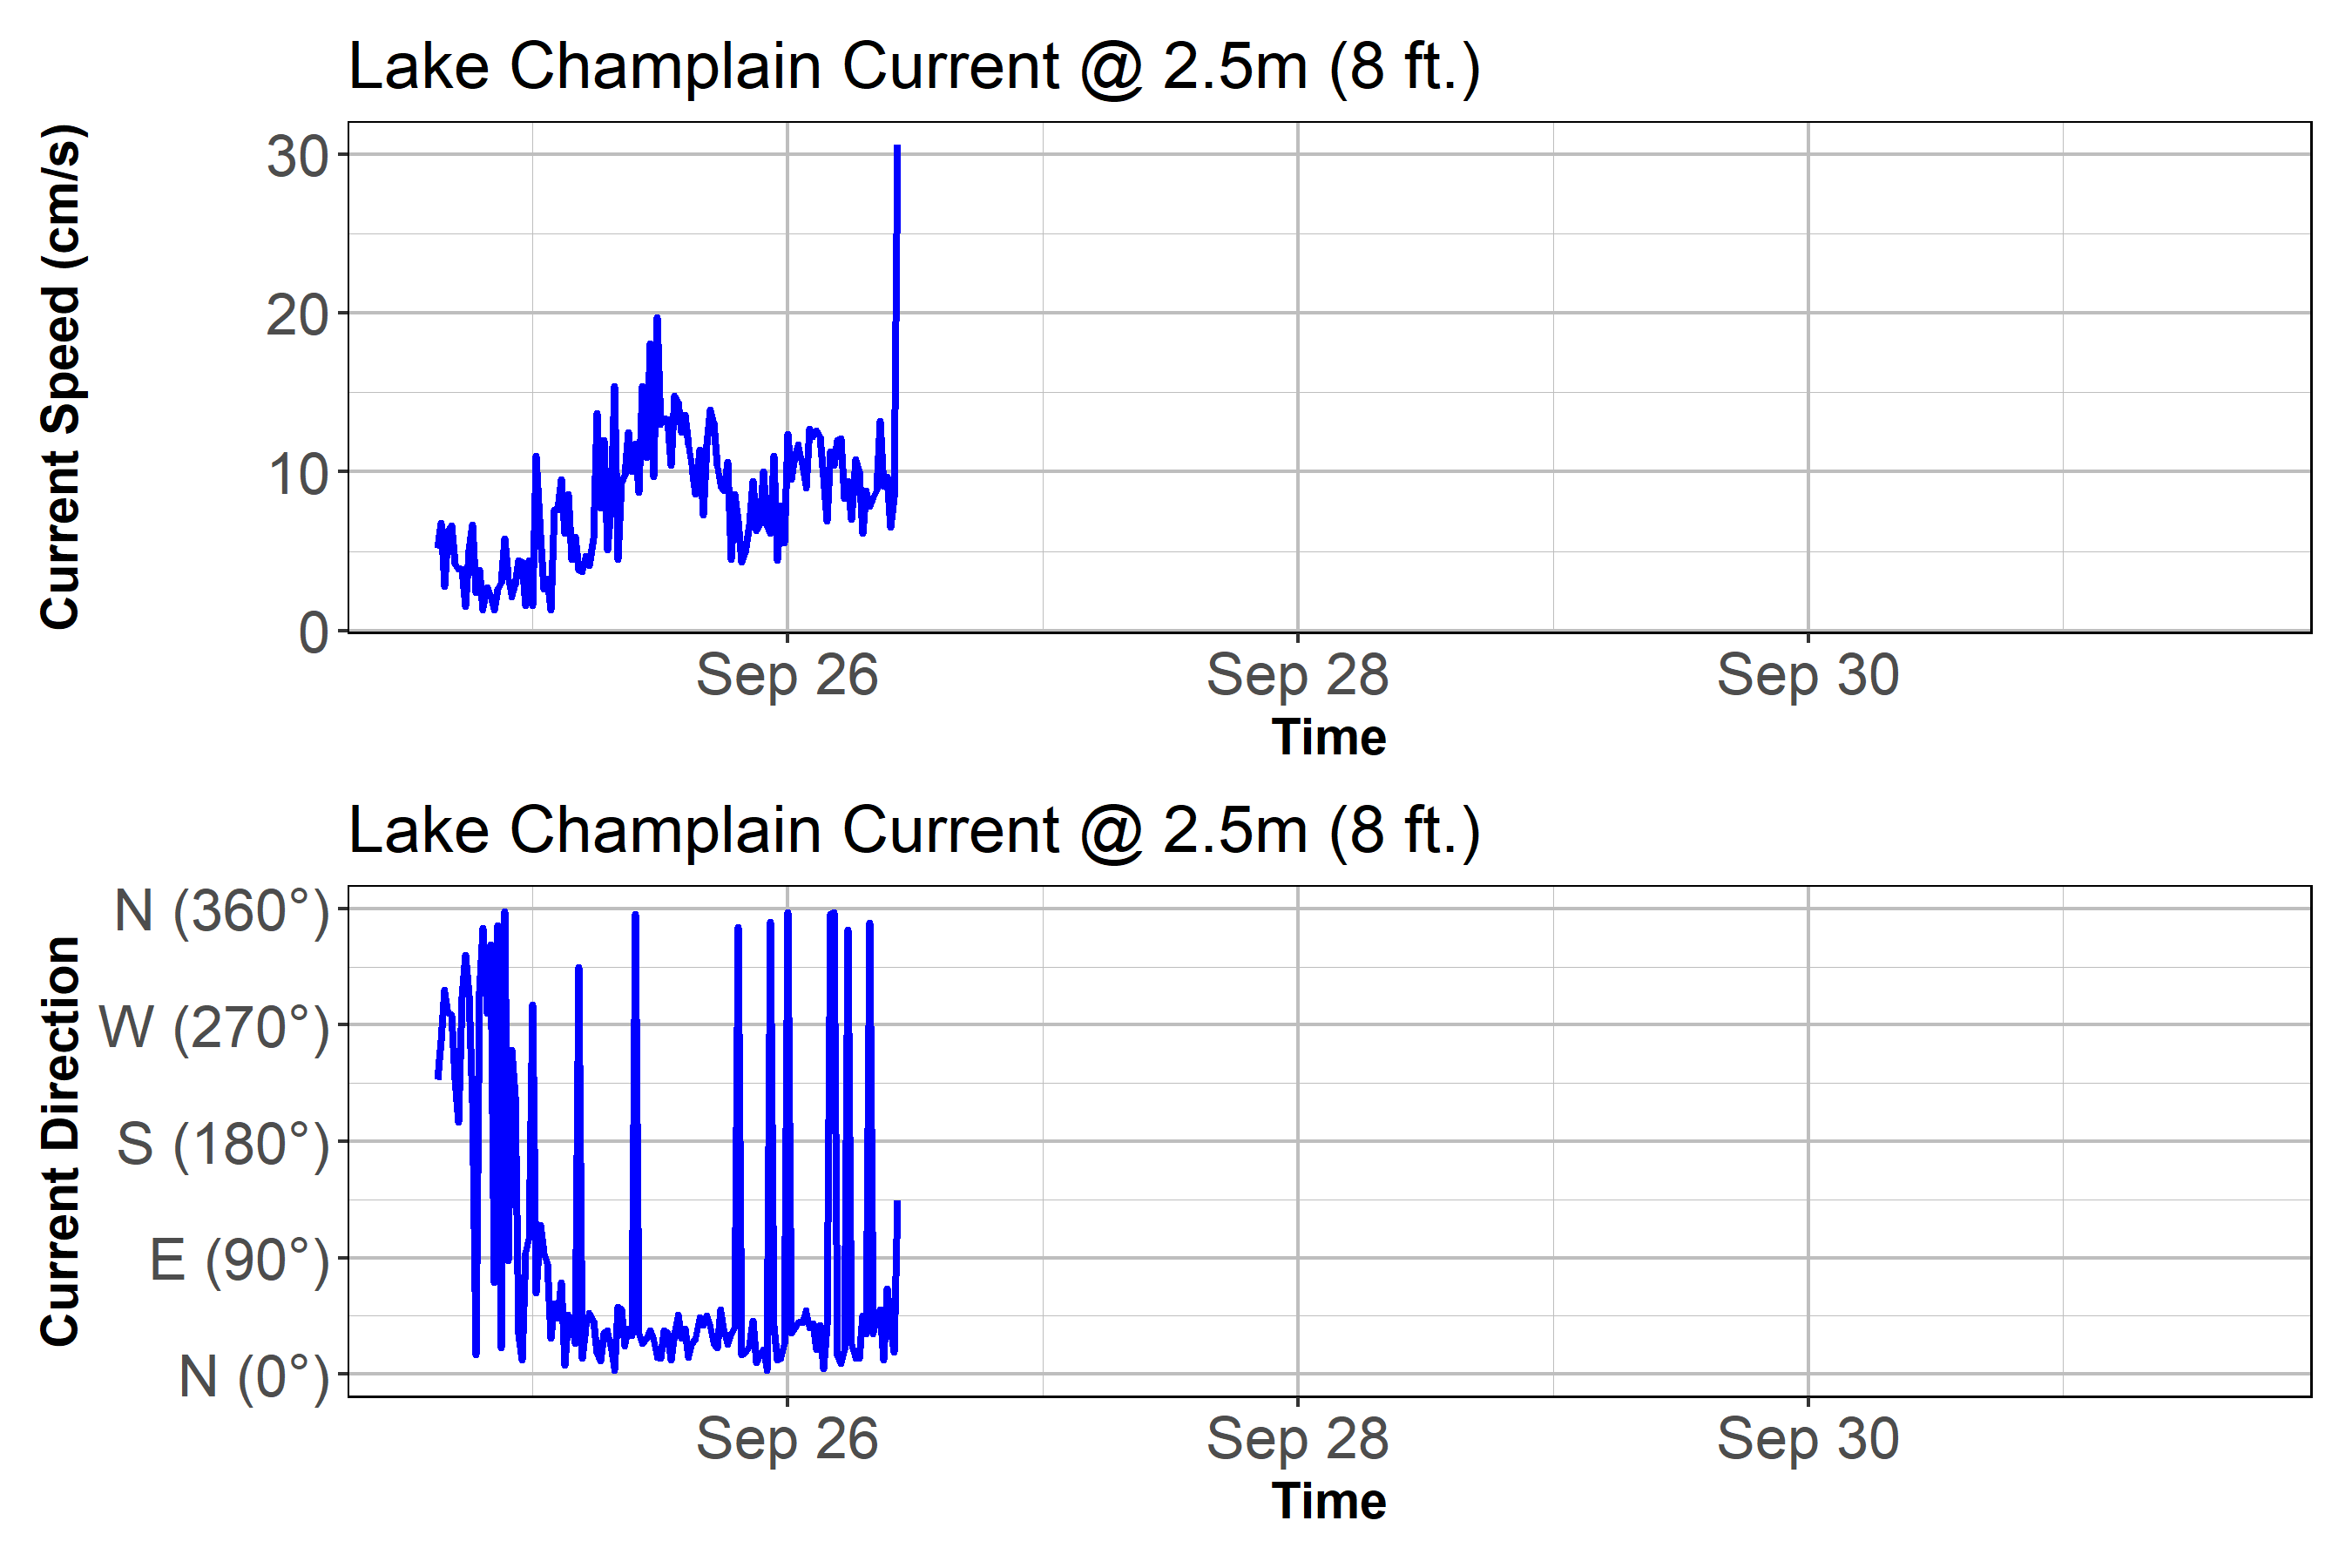 Lake Champlain Current @ 2.5m (8 ft.)
Current Speed (cm/s)
30
20
10
0
Sep 26 Sep 28 Sep 30
Time
Lake Champlain Current @ 2.5m (8 ft.)
Current Direction
N (360°)
W (270°)
S (180°)
E (90°)
N (0°)
Sep 26 Sep 28 Sep 30
Time